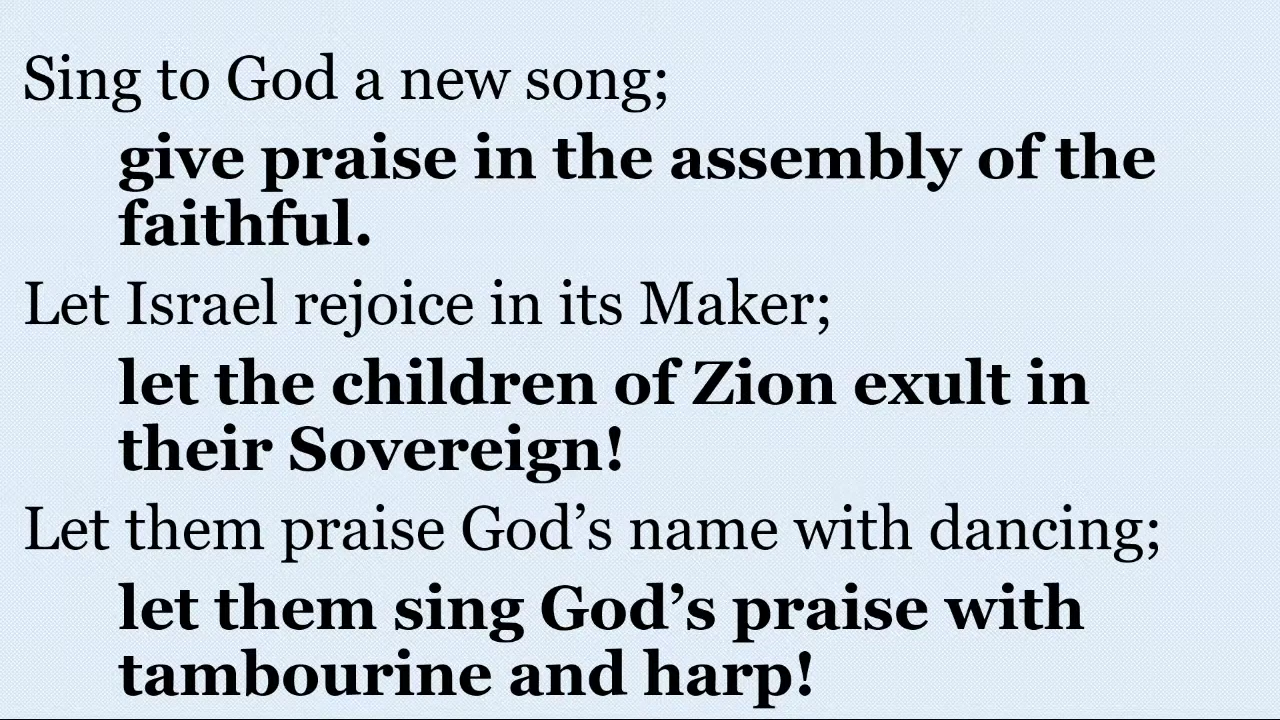 Sing to God a new song;
give praise in the assembly of the
faithful.
Let Israel rejoice in its Maker;
let the children of Zion exult in
their Sovereign!
Let them praise God’s name with dancing;
let them sing God’s praise with
tambourine and harp!